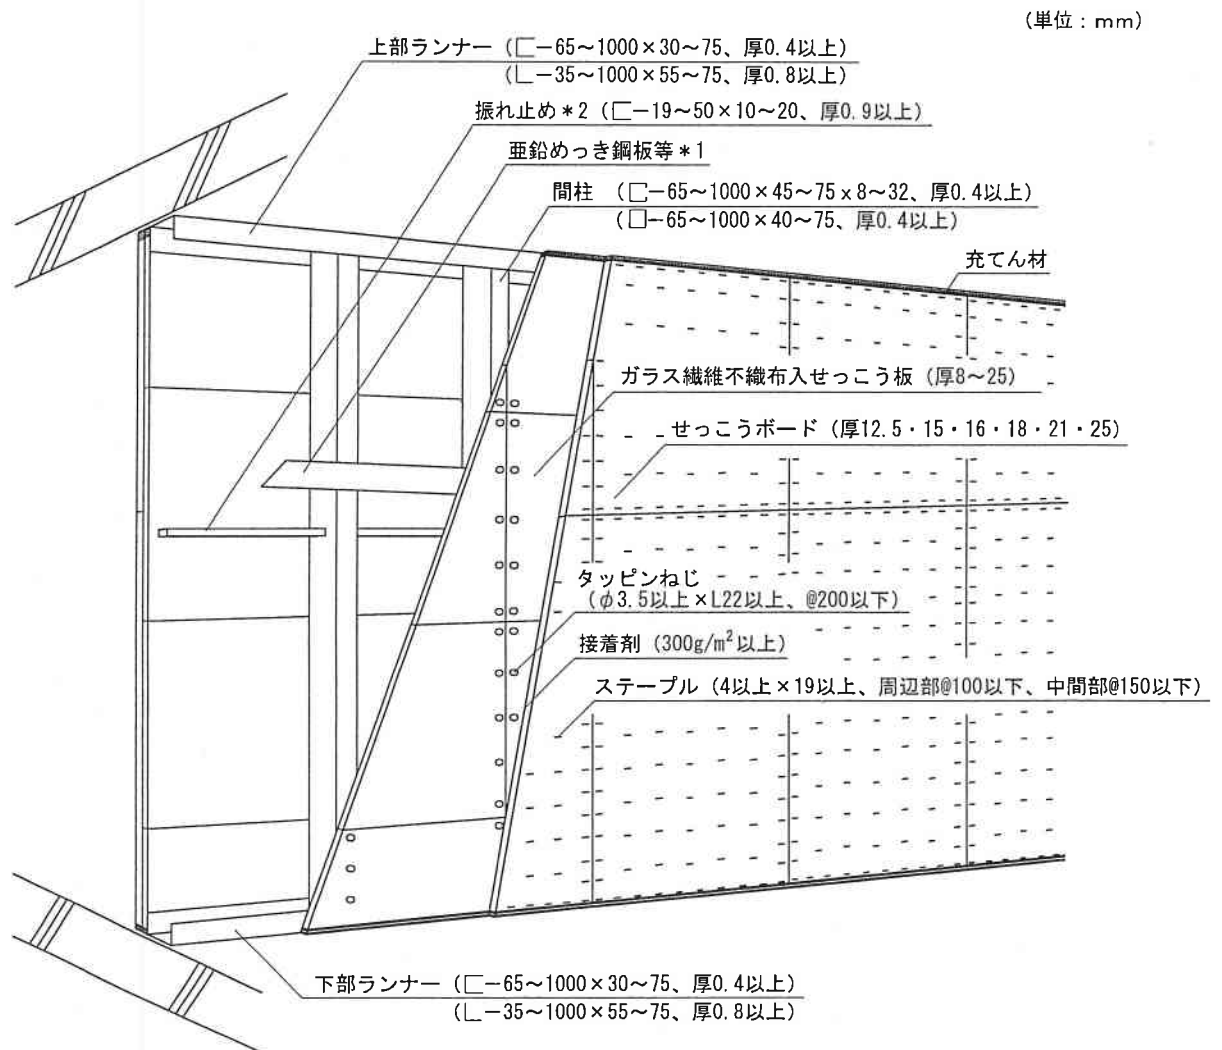 (単位：mm)
上部ランナー (匚－65～1000×30～75、厚0.4以上)
(∟－35～1000×55～75、厚0.8以上)
振れ止め＊2 (匚－19～50×10～20、厚0.9以上)
亜鉛めっき鋼板等＊1
間柱 (匚－65～1000×45～75x8～32、厚0.4以上)
(□－65～1000×40～75、厚0.4以上)
充てん材
ガラス繊維不織布入せっこう板 (厚8～25)
せっこうボード (厚12.5・15・16・18・21・25)
タッピンねじ
(φ3.5以上×L22以上、@200以下)
接着剤 (300g/m²以上)
ステープル (4以上×19以上、周辺部@100以下、中間部@150以下)
下部ランナー (匚－65～1000×30～75、厚0.4以上)
(∟－35～1000×55～75、厚0.8以上)